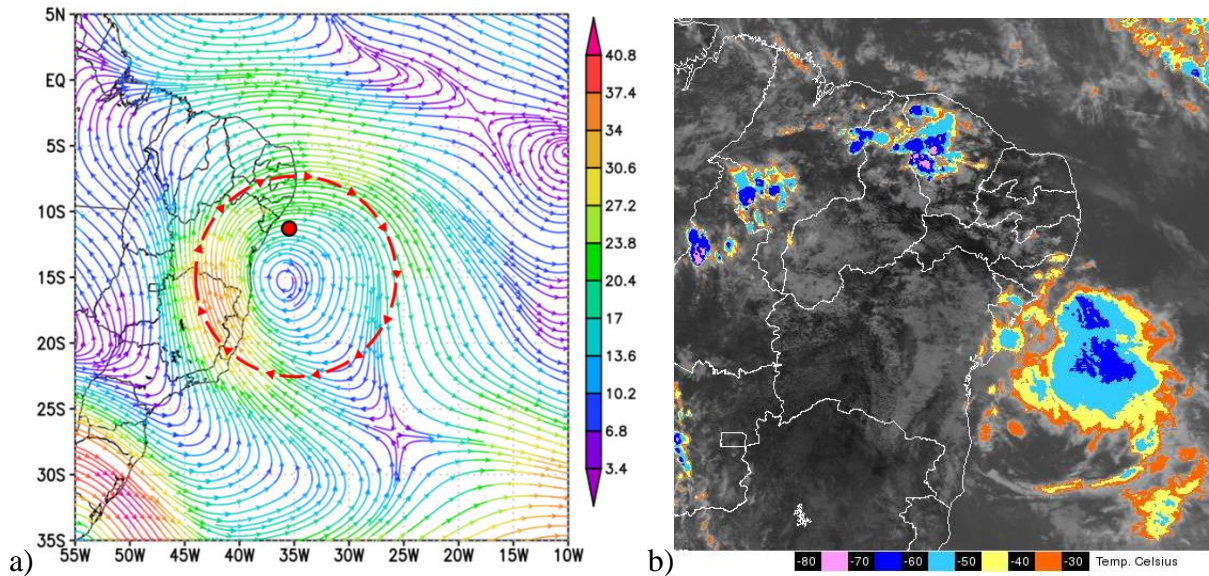 5N
EQ
5S
10S
15S
20S
25S
30S
35S
55W 50W 45W 40W 35W 30W 25W 20W 15W 10W
40.8
37.4
34
30.6
27.2
23.8
20.4
17
13.6
10.2
6.8
3.4
a)
b)
-80 -70 -60 -50 -40 -30 Temp. Celsius